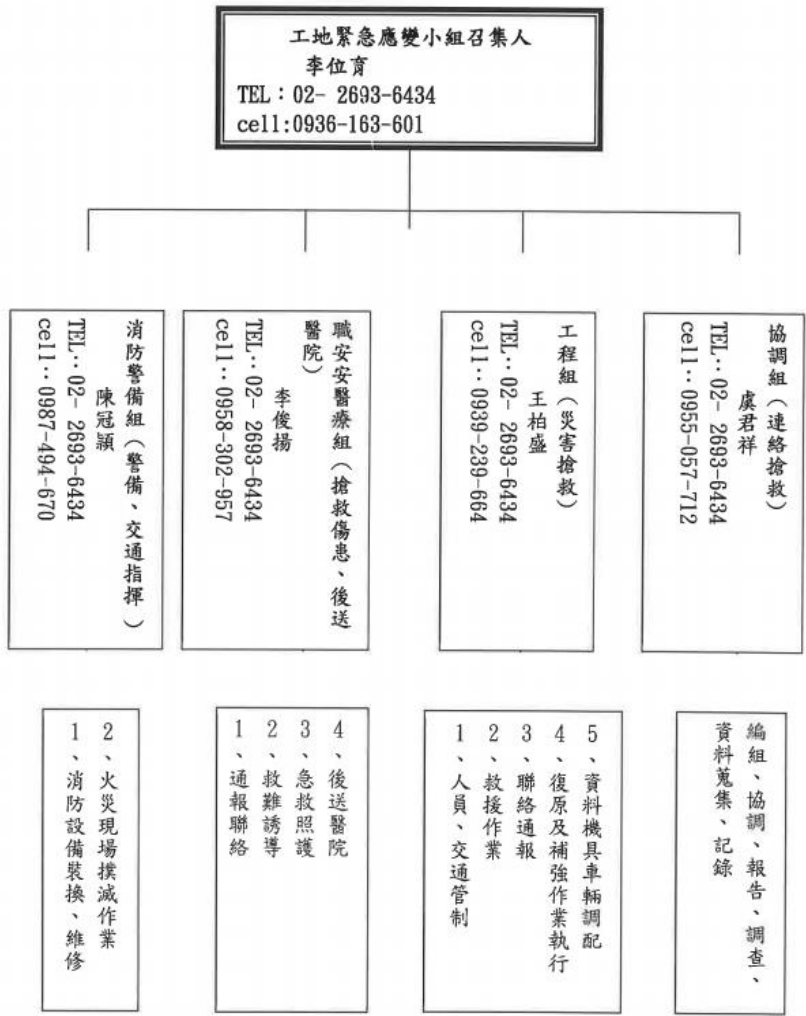 工地緊急應變小組召集人
李位育
TEL：02- 2693-6434
cell:0936-163-601
協調組（連絡搶救）
虞君祥
TEL：02- 2693-6434
cell：0955-057-712
工程組（災害搶救）
王柏盛
TEL：02- 2693-6434
cell：0939-239-664
職安安醫療組（搶救傷患、後送
醫院）
李俊揚
TEL：02- 2693-6434
cell：0958-302-957
消防警備組（警備、交通指揮）
陳冠頴
TEL：02- 2693-6434
cell：0987-494-670
編組、協調、報告、調查、
資料蒐集、記錄
5、資料機具車輛調配
4、復原及補強作業執行
3、聯絡通報
2、救援作業
1、人員、交通管制
4、後送醫院
3、急救照護
2、救難誘導
1、通報聯絡
2、火災現場撲滅作業
1、消防設備裝換、維修